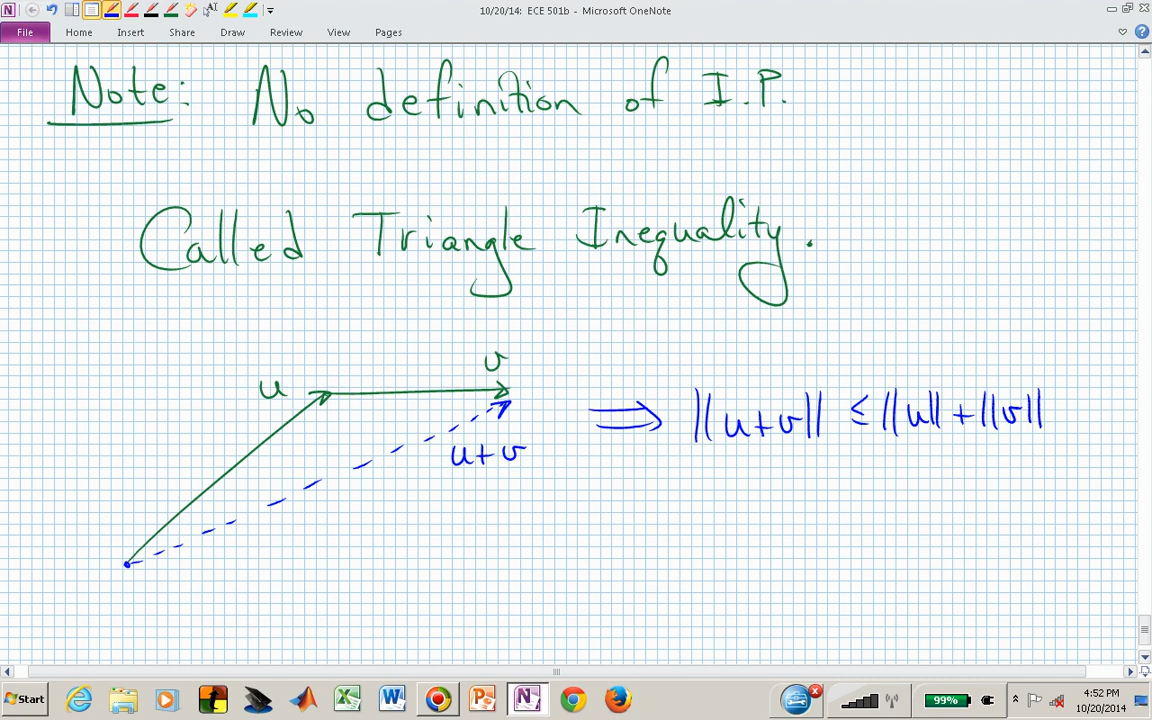 10/20/14: ECE 501b - Microsoft OneNote
File Home Insert Share Draw Review View Pages
Note: No definition of I.P.
Called Triangle Inequality.
v
u
u+v
⟹ ||u+v|| ≤ ||u||+||v||
Start
99%
4:52 PM
10/20/2014